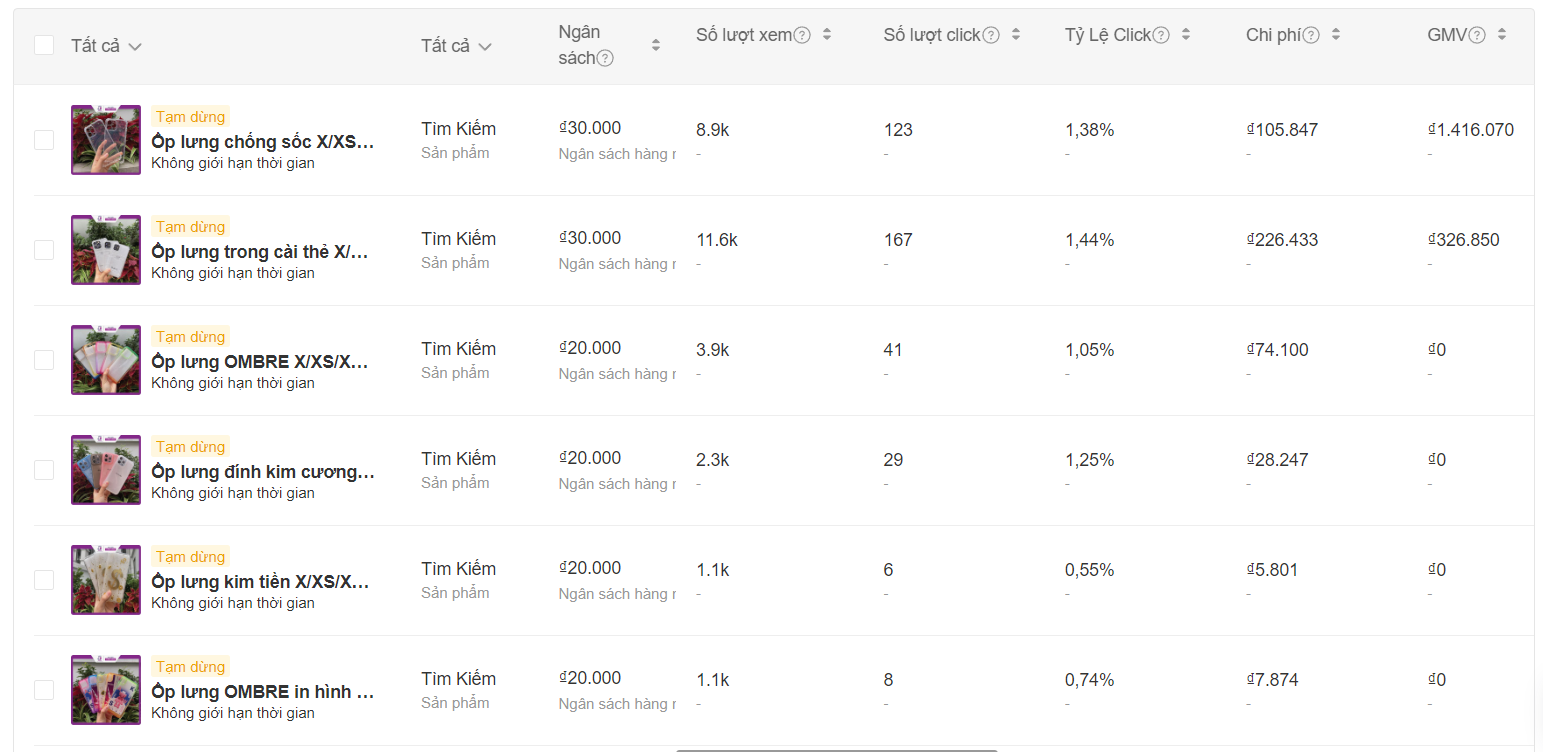 Tất cả
Tất cả
Ngân
sách
Số lượt xem
Số lượt click
Tỷ Lệ Click
Chi phí
GMV
Tạm dừng
Ốp lưng chống sốc X/XS...
Không giới hạn thời gian
Tìm Kiếm
Sản phẩm
₫30.000
Ngân sách hàng
8.9k
-
123
-
1,38%
-
₫105.847
-
₫1.416.070
-
Tạm dừng
Ốp lưng trong cài thẻ X/...
Không giới hạn thời gian
Tìm Kiếm
Sản phẩm
₫30.000
Ngân sách hàng
11.6k
-
167
-
1,44%
-
₫226.433
-
₫326.850
-
Tạm dừng
Ốp lưng OMBRE X/XS/X...
Không giới hạn thời gian
Tìm Kiếm
Sản phẩm
₫20.000
Ngân sách hàng
3.9k
-
41
-
1,05%
-
₫74.100
-
₫0
-
Tạm dừng
Ốp lưng đính kim cương...
Không giới hạn thời gian
Tìm Kiếm
Sản phẩm
₫20.000
Ngân sách hàng
2.3k
-
29
-
1,25%
-
₫28.247
-
₫0
-
Tạm dừng
Ốp lưng kim tiền X/XS/X...
Không giới hạn thời gian
Tìm Kiếm
Sản phẩm
₫20.000
Ngân sách hàng
1.1k
-
6
-
0,55%
-
₫5.801
-
₫0
-
Tạm dừng
Ốp lưng OMBRE in hình ...
Không giới hạn thời gian
Tìm Kiếm
Sản phẩm
₫20.000
Ngân sách hàng
1.1k
-
8
-
0,74%
-
₫7.874
-
₫0
-